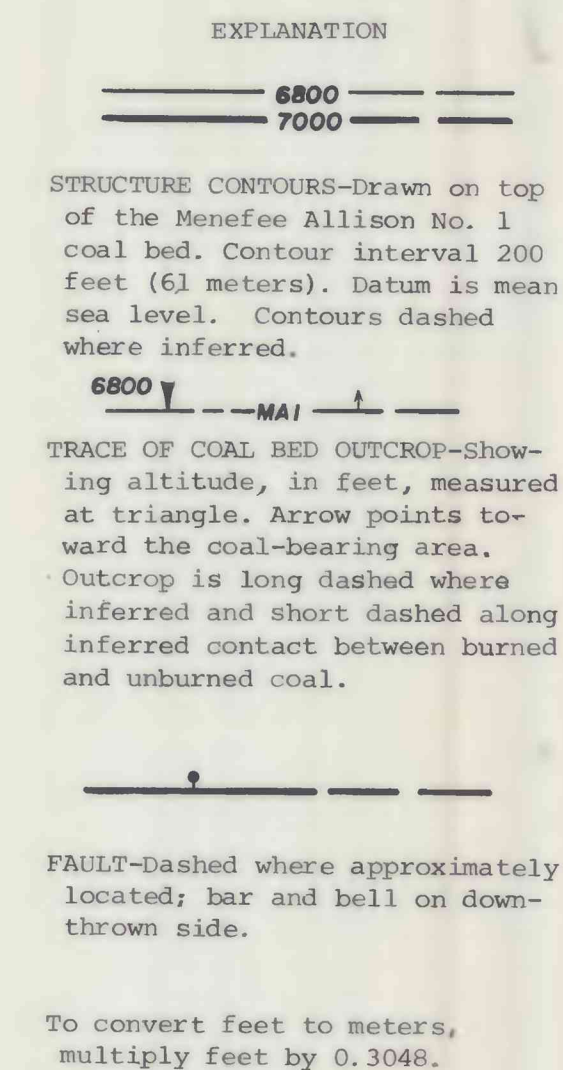 EXPLANATION
6800
7000
STRUCTURE CONTOURS-Drawn on top
of the Menefee Allison No. 1
coal bed. Contour interval 200
feet (61 meters). Datum is mean
sea level. Contours dashed
where inferred.
6800
MA1
TRACE OF COAL BED OUTCROP-Show-
ing altitude, in feet, measured
at triangle. Arrow points to-
ward the coal-bearing area.
Outcrop is long dashed where
inferred and short dashed along
inferred contact between burned
and unburned coal.
FAULT-Dashed where approximately
located; bar and bell on down-
thrown side.
To convert feet to meters,
multiply feet by 0.3048.